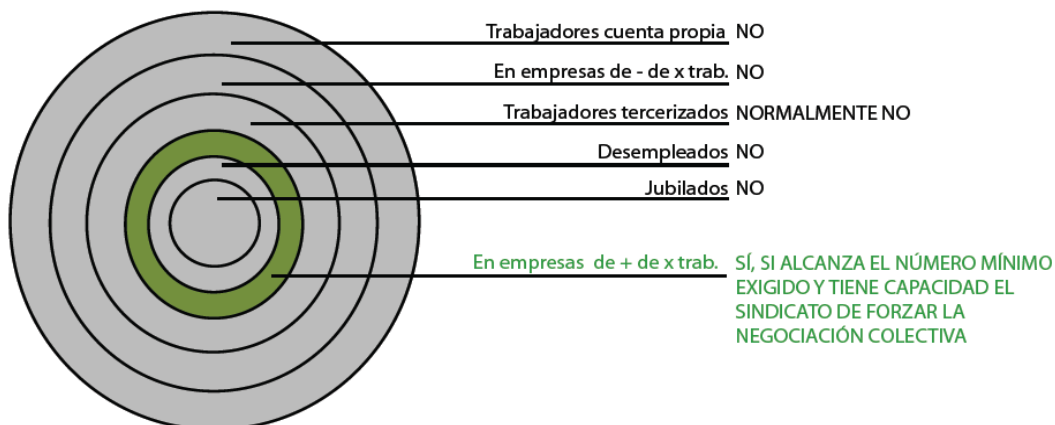 Trabajadores cuenta propia NO
En empresas de - de x trab. NO
Trabajadores tercerizados NORMALMENTE NO
Desempleados NO
Jubilados NO
En empresas de + de x trab. SÍ, SI ALCANZA EL NÚMERO MÍNIMO
EXIGIDO Y TIENE CAPACIDAD EL
SINDICATO DE FORZAR LA
NEGOCIACIÓN COLECTIVA